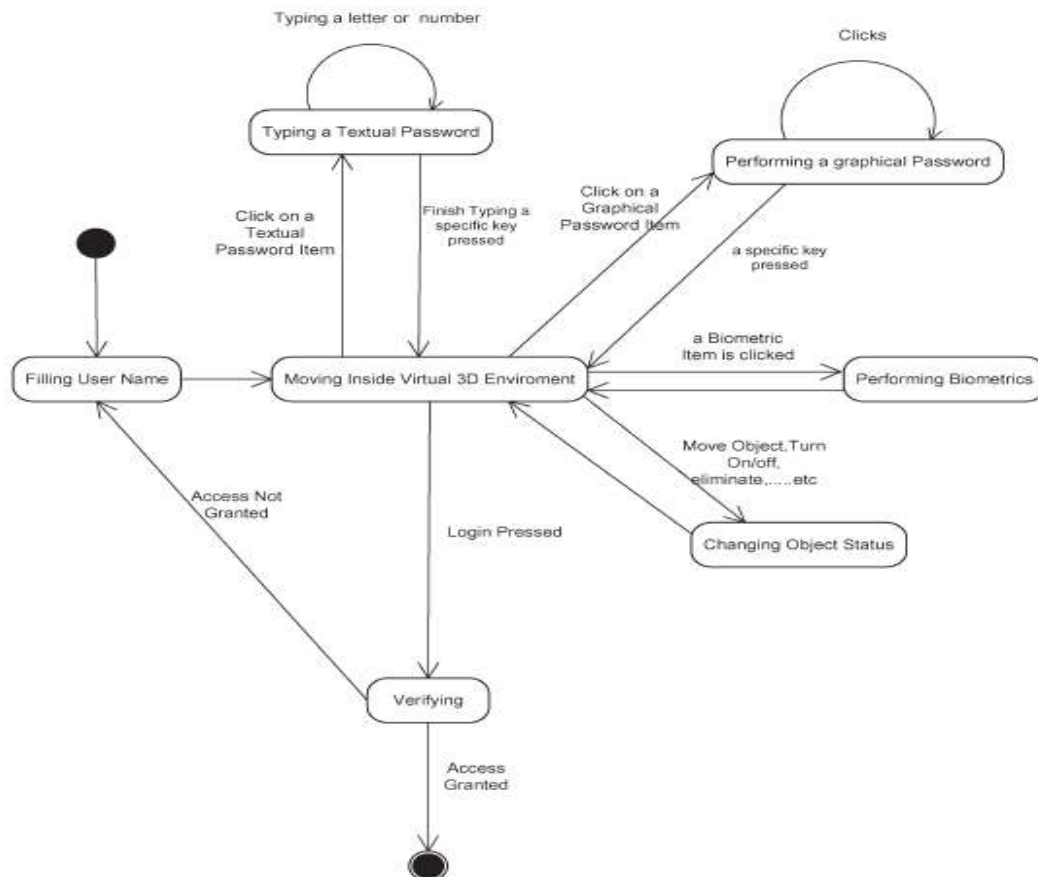 Typing a letter or  number
Clicks
Typing a Textual Password
Performing a graphical Password
Click on a
Textual
Password Item
Finish Typing a
specific key
pressed
Click on a
Graphical
Password Item
a specific key
pressed
Filling User Name
Moving Inside Virtual 3D Enviroment
a Biometric
Item is clicked
Performing Biometrics
Move Object,Turn
On/off,
eliminate,.....etc
Changing Object Status
Access Not
Granted
Login Pressed
Verifying
Access
Granted